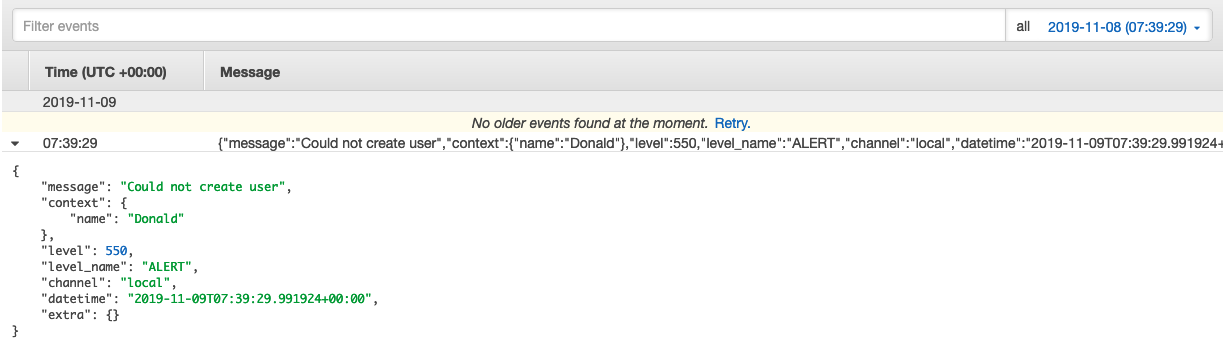 Filter events
all 2019-11-08 (07:39:29)
Time (UTC +00:00) Message
2019-11-09
No older events found at the moment. Retry.
07:39:29 {"message":"Could not create user","context":{"name":"Donald"},"level":550,"level_name":"ALERT","channel":"local","datetime":"2019-11-09T07:39:29.991924+
{
"message": "Could not create user",
"context": {
"name": "Donald"
},
"level": 550,
"level_name": "ALERT",
"channel": "local",
"datetime": "2019-11-09T07:39:29.991924+00:00",
"extra": {}
}